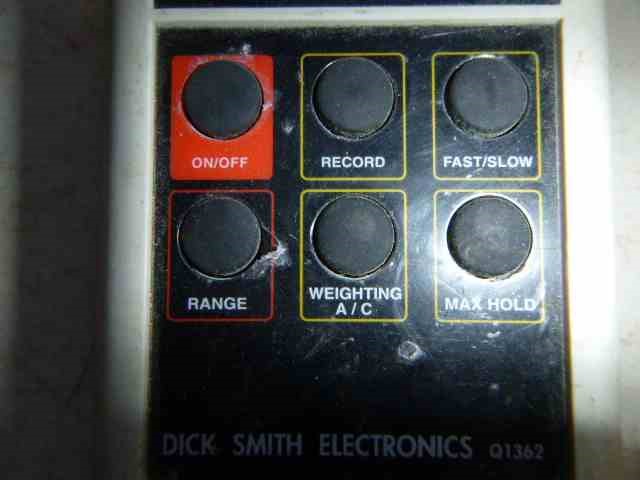 ON/OFF RECORD FAST/SLOW
RANGE WEIGHTING A / C MAX HOLD
DICK SMITH ELECTRONICS Q1362